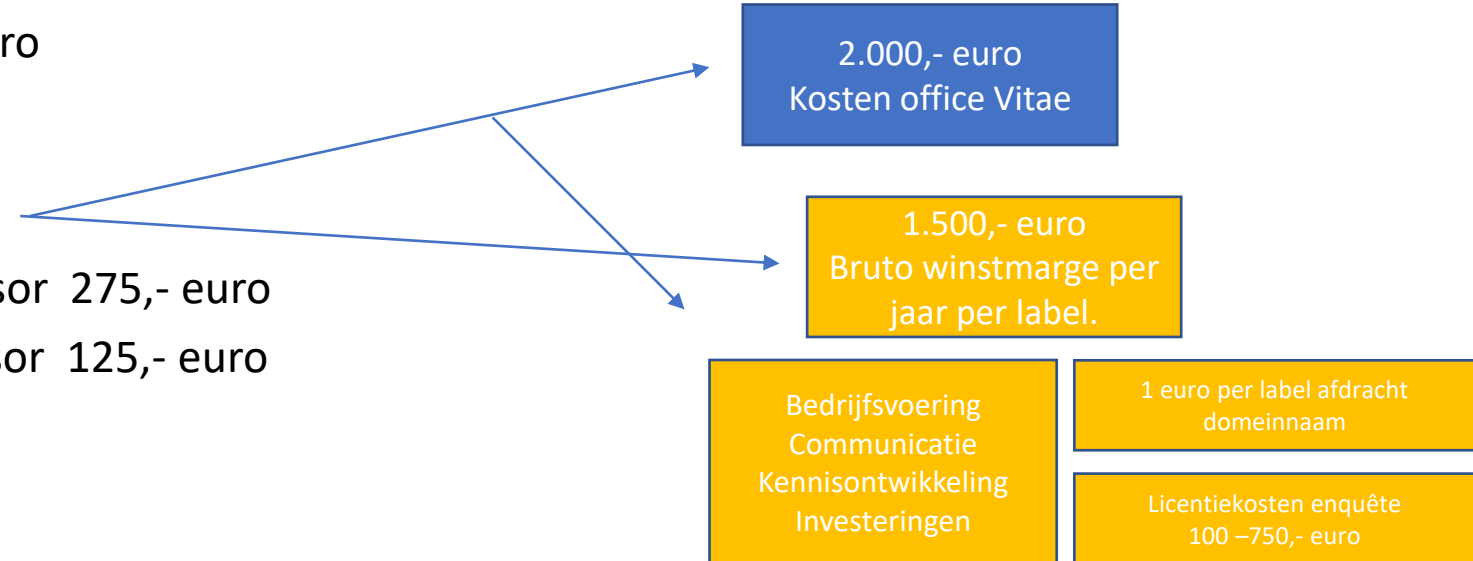 ro
sor 275,- euro
sor 125,- euro
2.000,- euro
Kosten office Vitae
1.500,- euro
Bruto winstmarge per
jaar per label.
Bedrijfsvoering
Communicatie
Kennisontwikkeling
Investeringen
1 euro per label afdracht
domeinnaam
Licentiekosten enquête
100 –750,- euro